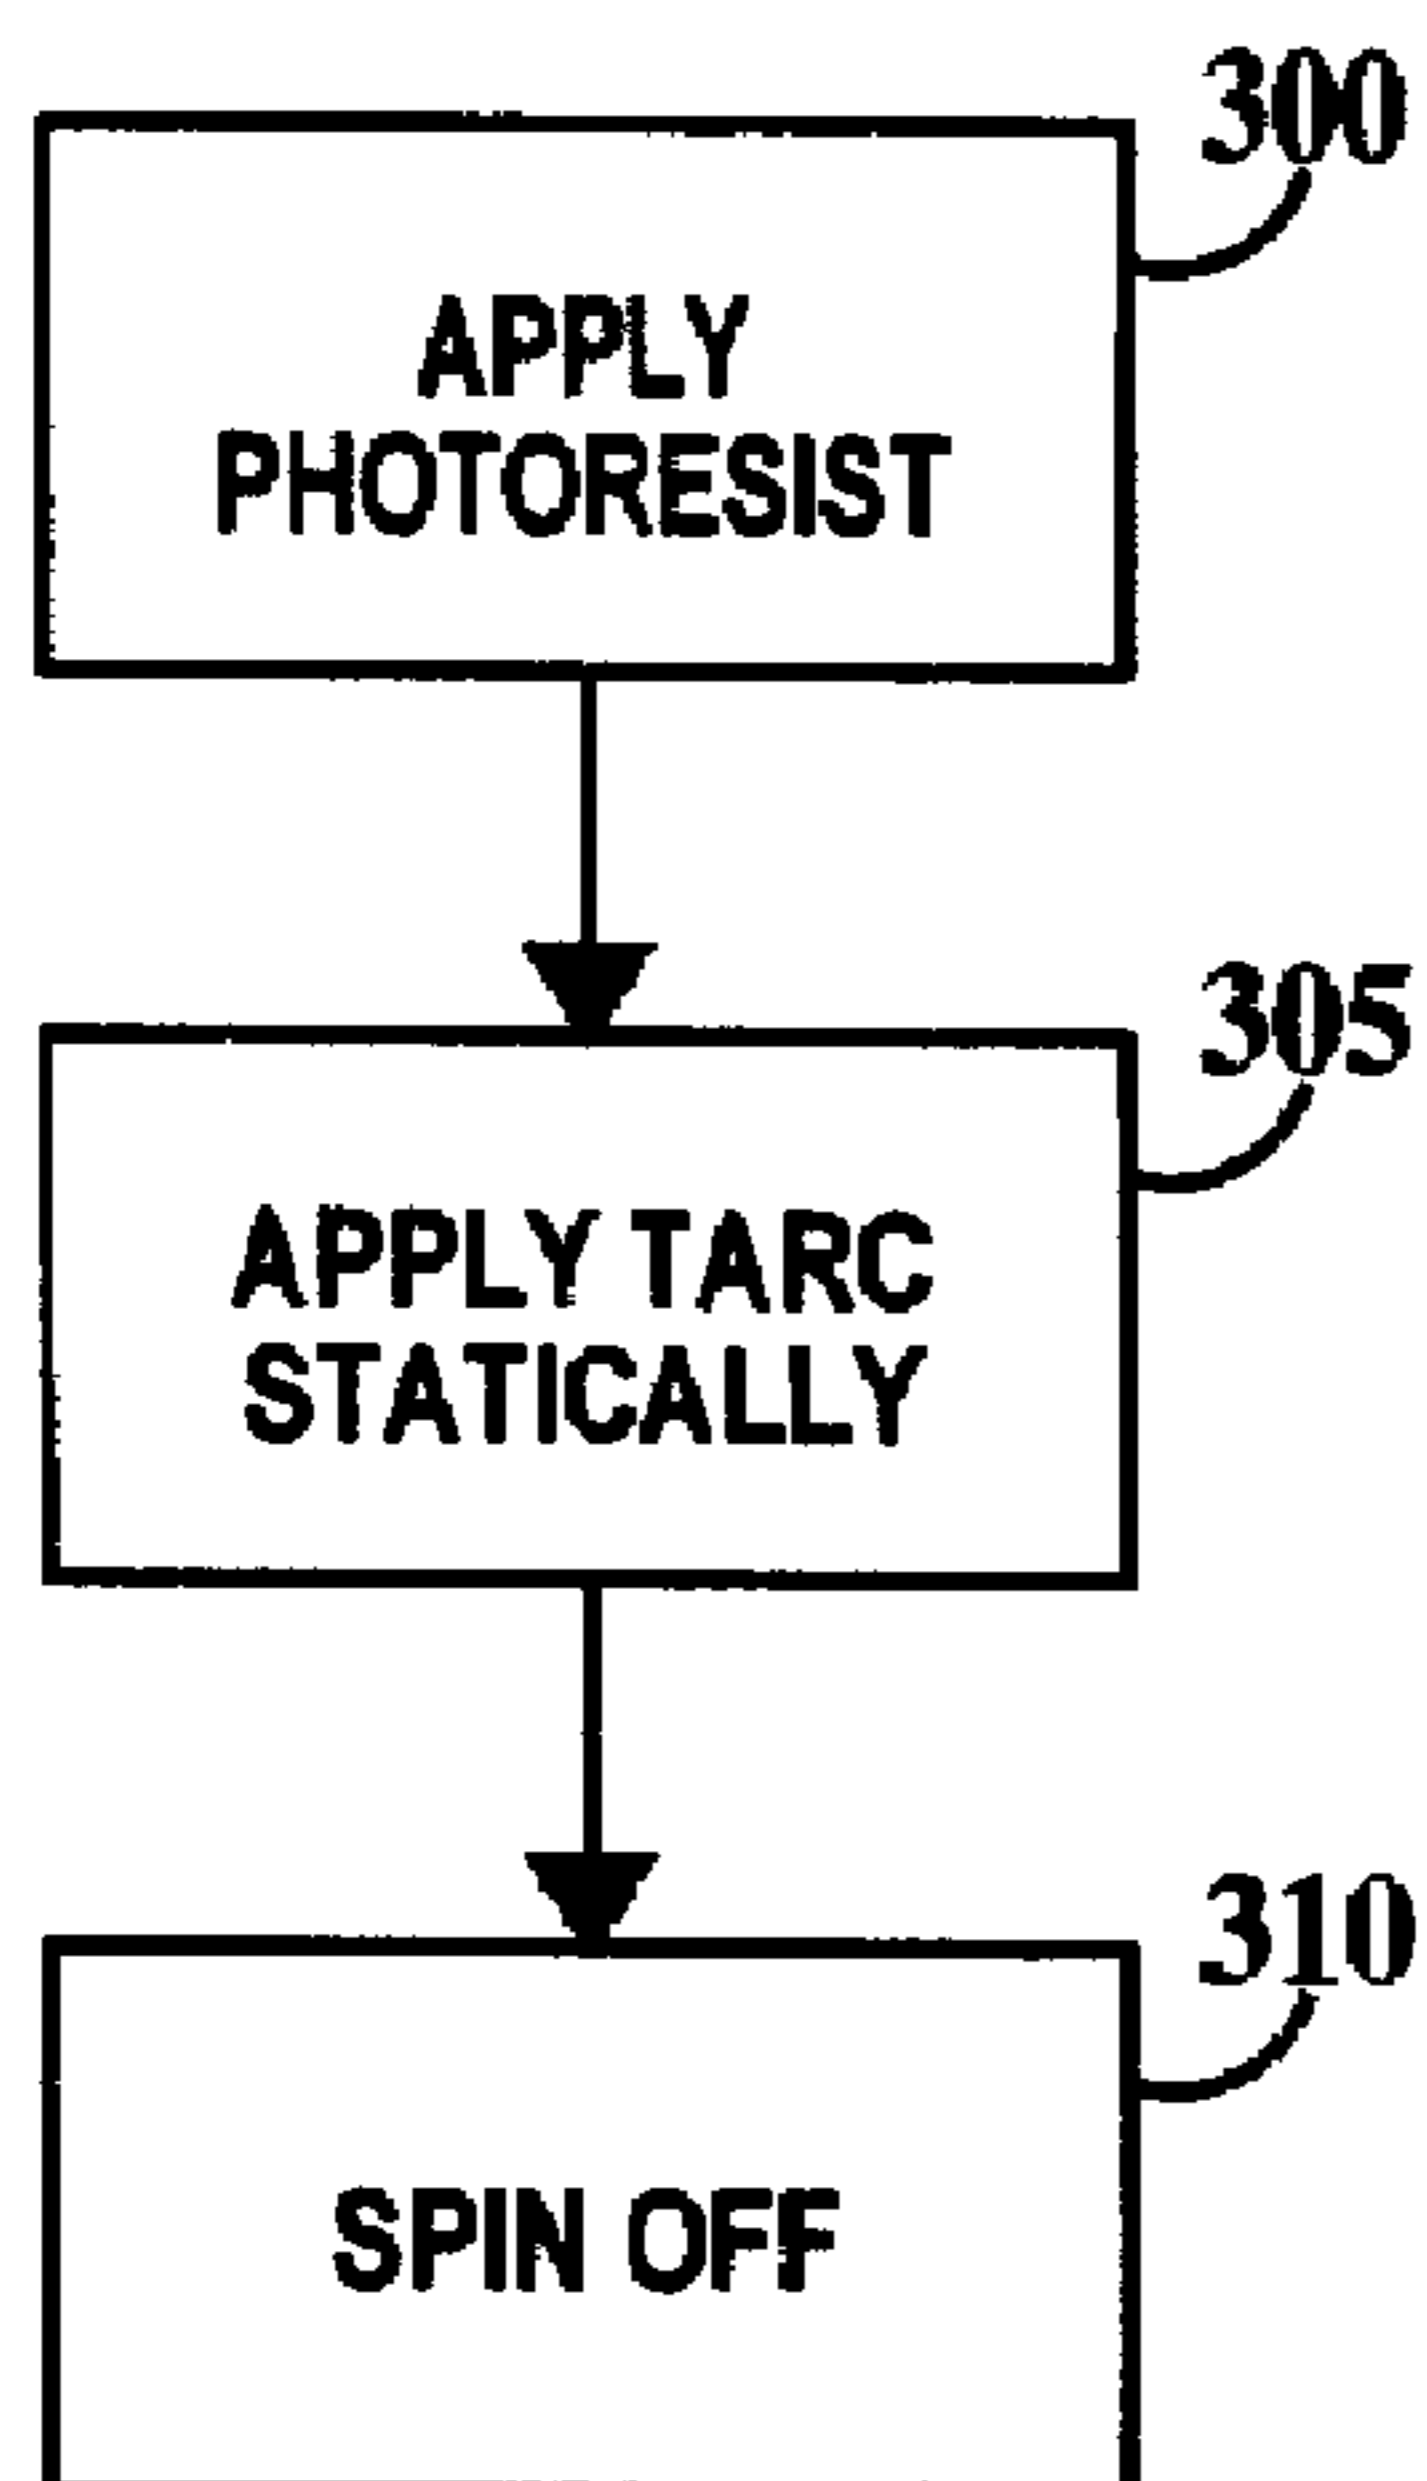 300
APPLY
PHOTORESIST
305
APPLY TARC
STATICALLY
310
SPIN OFF